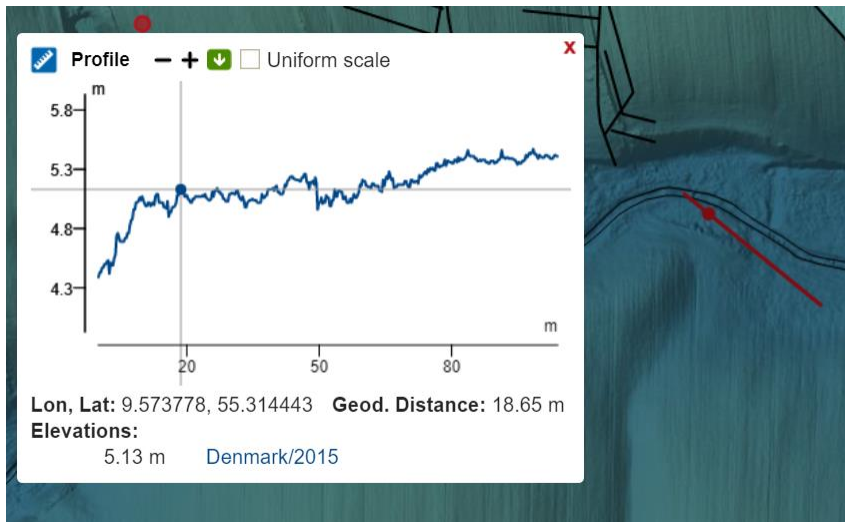 x
Profile − + Uniform scale
m
5.8
5.3
4.8
4.3
m
20 50 80
Lon, Lat: 9.573778, 55.314443 Geod. Distance: 18.65 m
Elevations:
5.13 m Denmark/2015